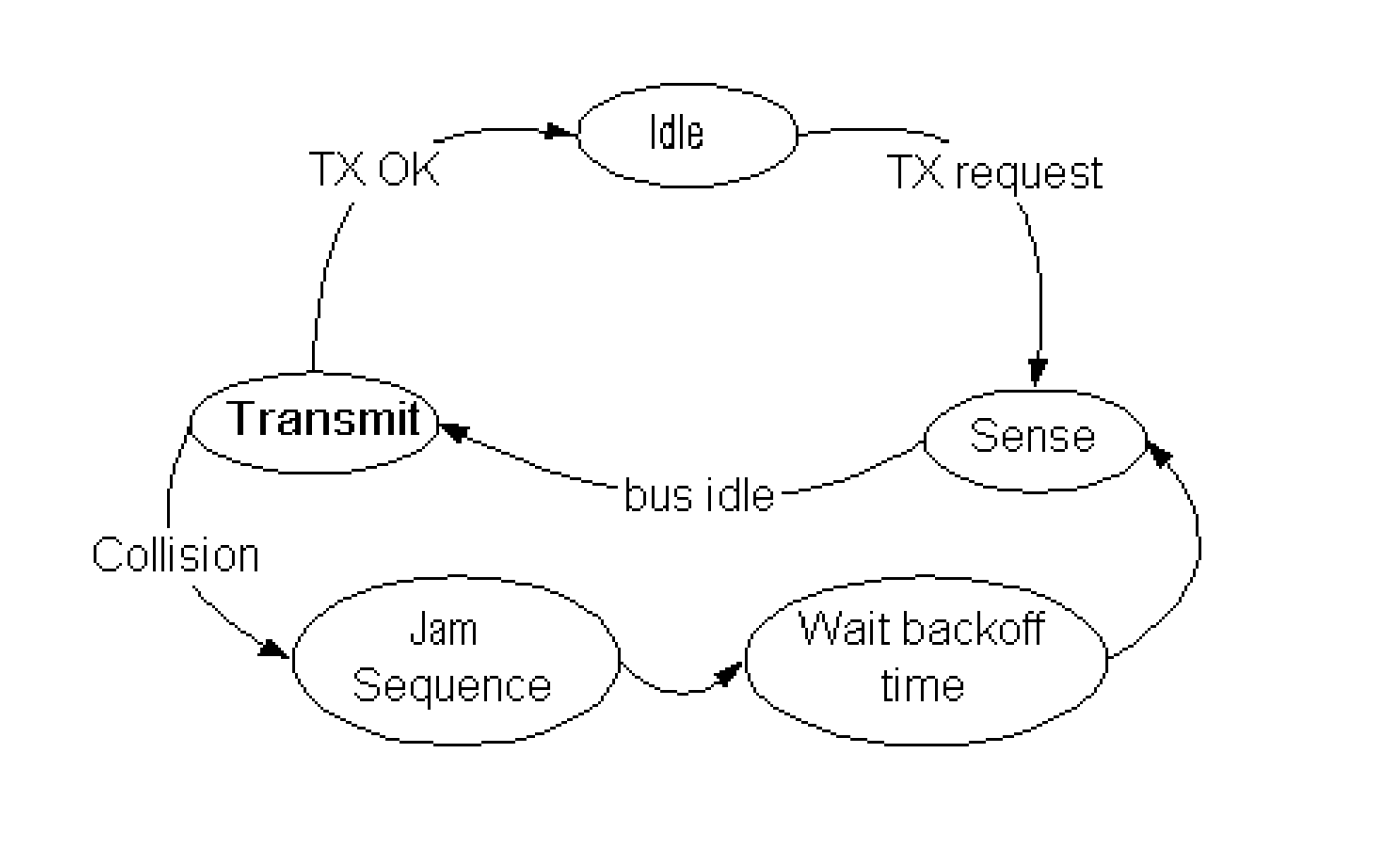 Idle
TX OK
TX request
Transmit
Sense
bus idle
Collision
Jam
Sequence
Wait backoff
time